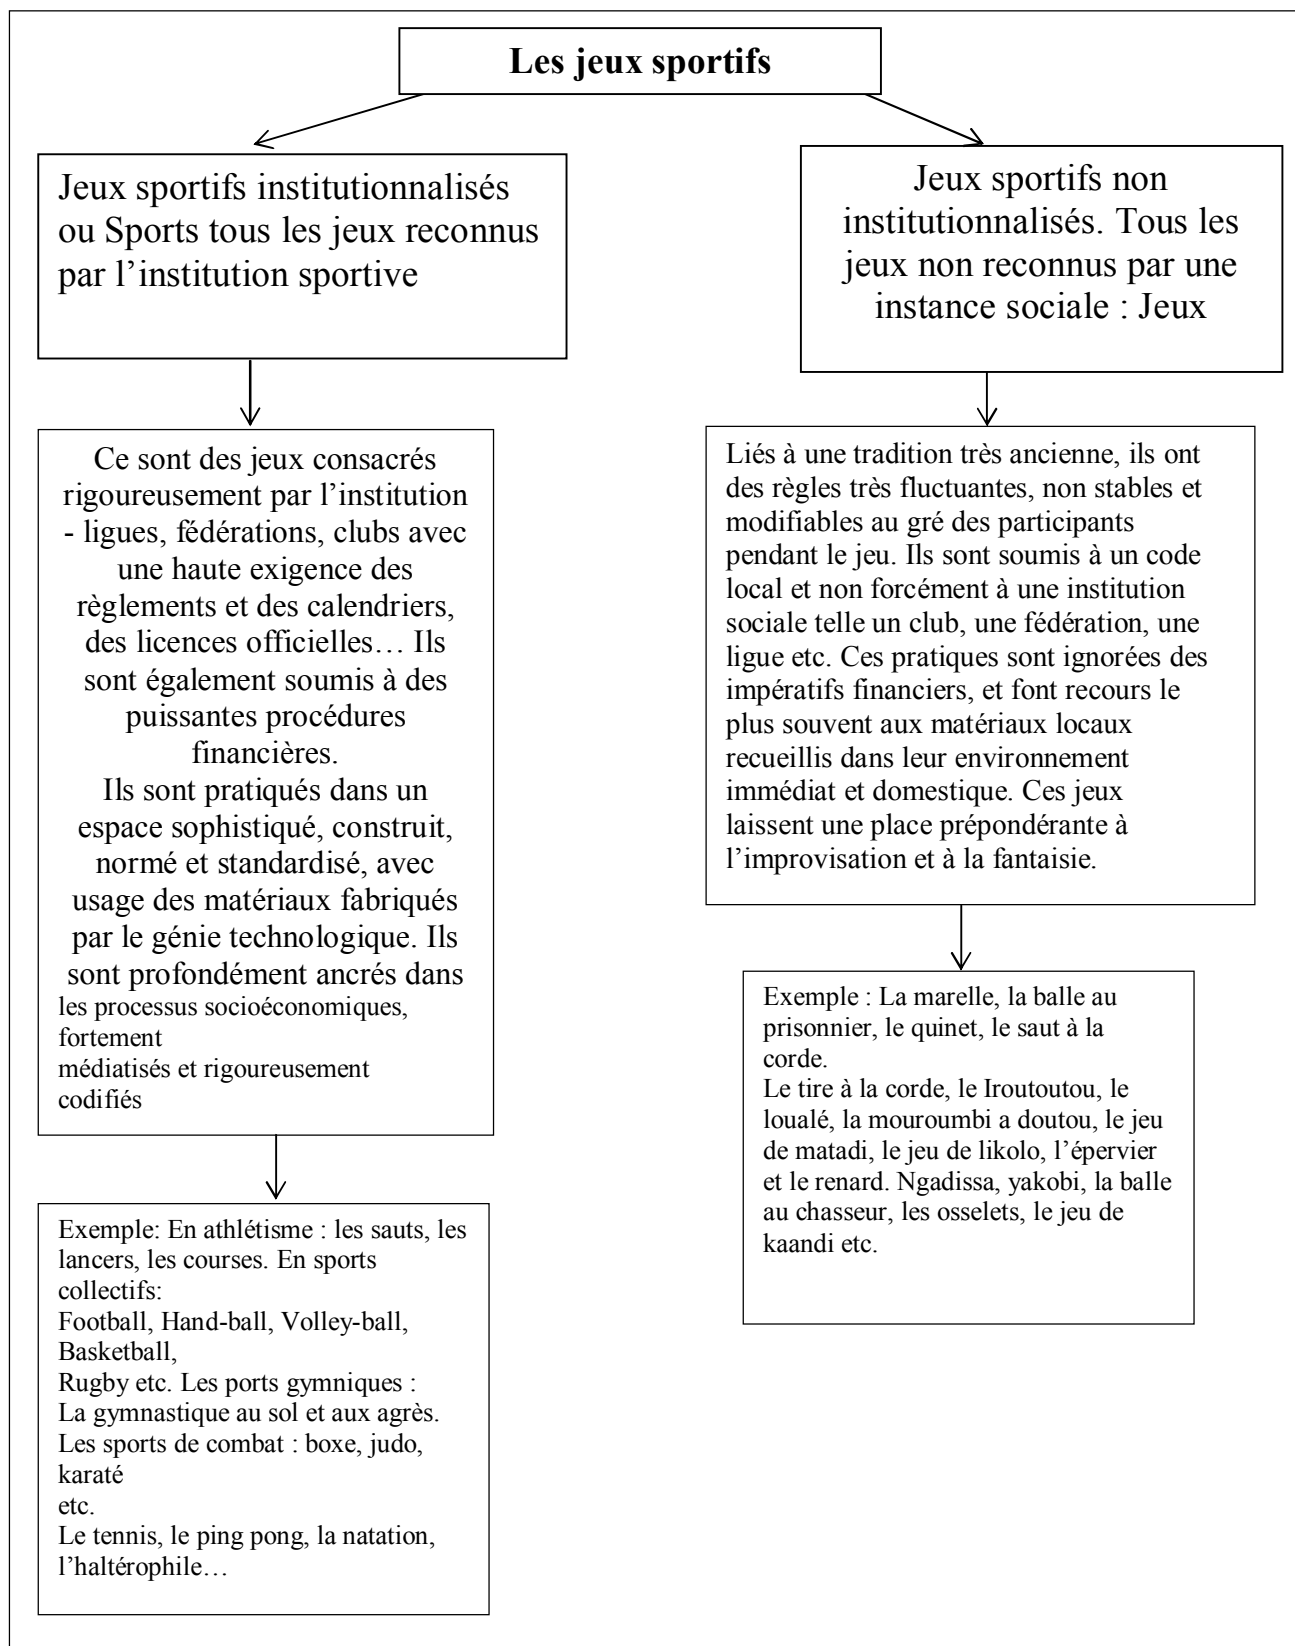 Les jeux sportifs
Jeux sportifs institutionnalisés
ou Sports tous les jeux reconnus
par l’institution sportive
Jeux sportifs non
institutionnalisés. Tous les
jeux non reconnus par une
instance sociale : Jeux
Ce sont des jeux consacrés
rigoureusement par l’institution
- ligues, fédérations, clubs avec
une haute exigence des
règlements et des calendriers,
des licences officielles… Ils
sont également soumis à des
puissantes procédures
financières.
Ils sont pratiqués dans un
espace sophistiqué, construit,
normé et standardisé, avec
usage des matériaux fabriqués
par le génie technologique. Ils
sont profondément ancrés dans
les processus socioéconomiques,
fortement
médiatisés et rigoureusement
codifiés
Liés à une tradition très ancienne, ils ont
des règles très fluctuantes, non stables et
modifiables au gré des participants
pendant le jeu. Ils sont soumis à un code
local et non forcément à une institution
sociale telle un club, une fédération, une
ligue etc. Ces pratiques sont ignorées des
impératifs financiers, et font recours le
plus souvent aux matériaux locaux
recueillis dans leur environnement
immédiat et domestique. Ces jeux
laissent une place prépondérante à
l’improvisation et à la fantaisie.
Exemple: En athlétisme : les sauts, les
lancers, les courses. En sports
collectifs:
Football, Hand-ball, Volley-ball,
Basketball,
Rugby etc. Les ports gymniques :
La gymnastique au sol et aux agrès.
Les sports de combat : boxe, judo,
karaté
etc.
Le tennis, le ping pong, la natation,
l’haltérophile…
Exemple : La marelle, la balle au
prisonnier, le quinet, le saut à la
corde.
Le tire à la corde, le Iroutoutou, le
loualé, la mouroumbi a doutou, le jeu
de matadi, le jeu de likolo, l’épervier
et le renard. Ngadissa, yakobi, la balle
au chasseur, les osselets, le jeu de
kaandi etc.